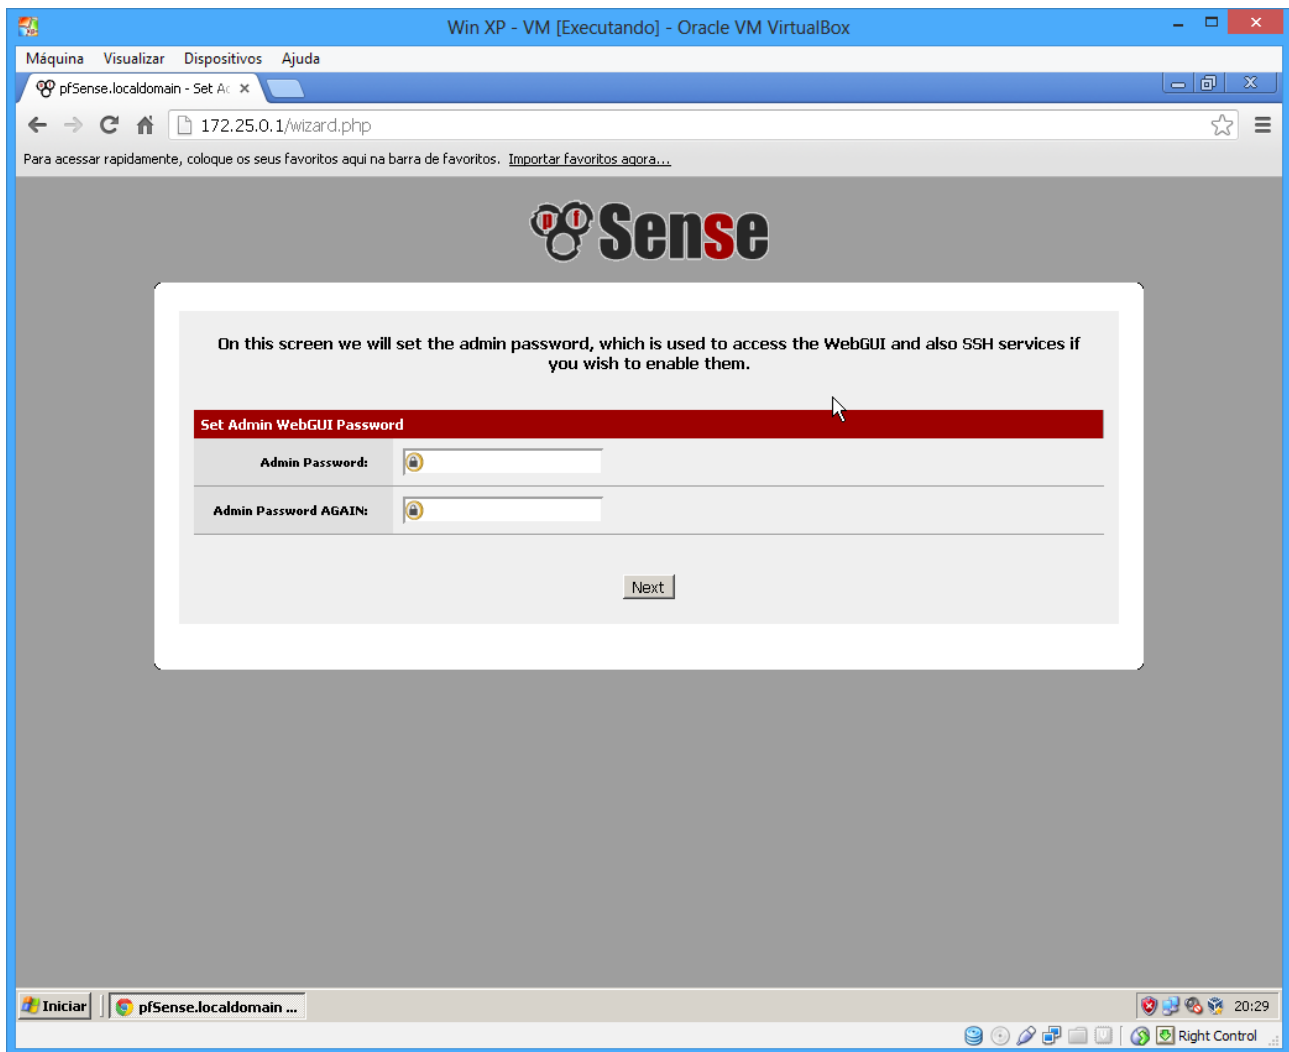 Win XP - VM [Executando] - Oracle VM VirtualBox
Máquina Visualizar Dispositivos Ajuda
pfSense.localdomain - Set Ac
172.25.0.1/wizard.php
Para acessar rapidamente, coloque os seus favoritos aqui na barra de favoritos. Importar favoritos agora...
pf Sense
On this screen we will set the admin password, which is used to access the WebGUI and also SSH services if
you wish to enable them.
Set Admin WebGUI Password
Admin Password:
Admin Password AGAIN:
Next
Iniciar pfSense.localdomain ... 20:29
Right Control